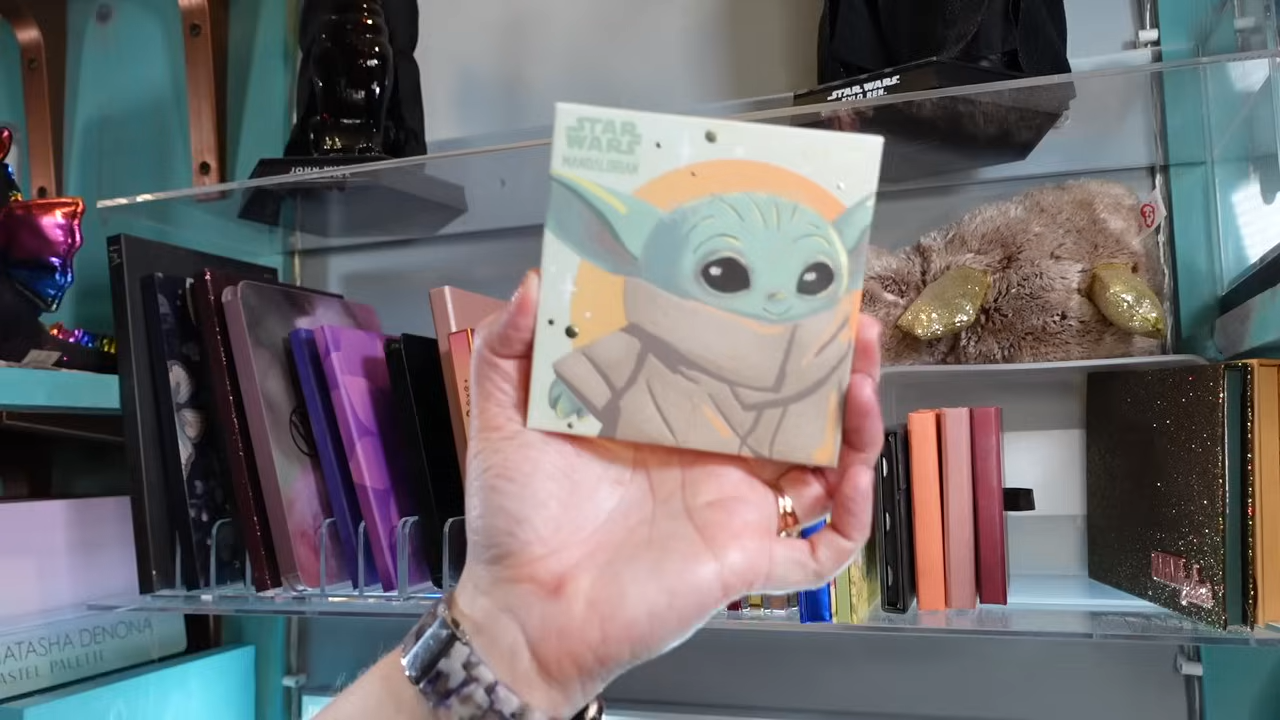 STAR
WARS
MANDALORIAN
STAR WARS
KYLO REN
JOHN WICK
NATASHA DENONA
PASTEL PALETTE